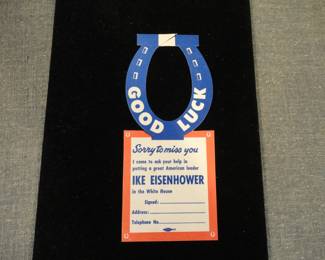 GOOD LUCK
Sorry to miss you
I came to ask your help in
putting a great American leader
IKE EISENHOWER
in the White House
Signed:
Address:
Telephone No.